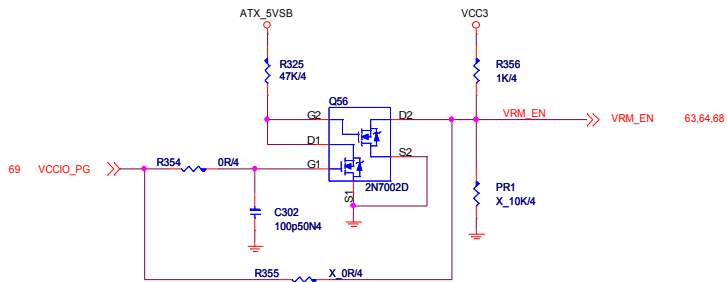 ATX_5VSB
VCC3
R325
47K/4
R356
1K/4
Q56
G2
D2
VRM_EN
VRM_EN
63,64,68
D1
S2
69
VCCIO_PG
R354
0R/4
G1
S1
2N7002D
PR1
X_10K/4
C302
100p50N4
R355
X_0R/4